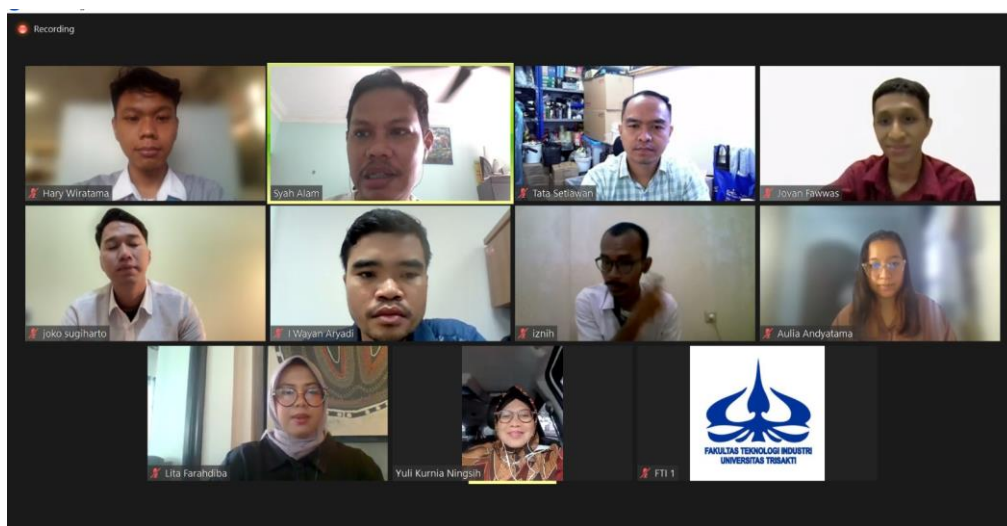 Recording
Hary Wiratama
Syah Alam
Tata Setiawan
Jovan Fawwas
joko sugiharto
I Wayan Aryadi
iznih
Aulia Andyatama
Lita Farahdiba
Yuli Kurnia Ningsih
FAKULTAS TEKNOLOGI INDUSTRI
UNIVERSITAS TRISAKTI
FTI 1